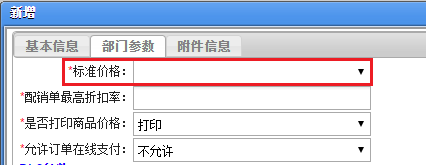 新增
基本信息 部门参数 附件信息
*标准价格：
*配销单最高折扣率：
*是否打印商品价格： 打印
*允许订单在线支付： 不允许